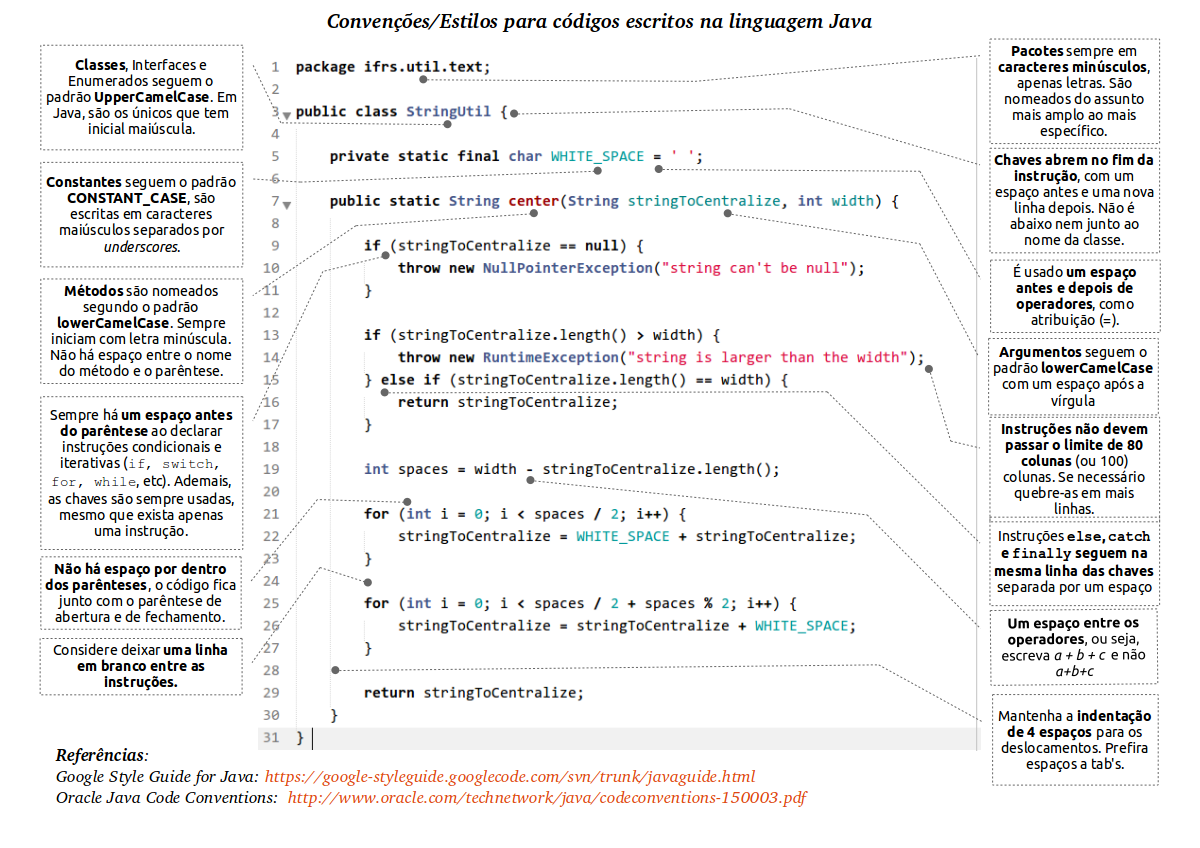 Convenções/Estilos para códigos escritos na linguagem Java
Classes, Interfaces e
Enumerados seguem o
padrão UpperCamelCase. Em
Java, são os únicos que tem
inicial maiúscula.
Constantes seguem o padrão
CONSTANT_CASE, são
escritas em caracteres
maiúsculos separados por
underscores.
Métodos são nomeados
segundo o padrão
lowerCamelCase. Sempre
iniciam com letra minúscula.
Não há espaço entre o nome
do método e o parêntese.
Sempre há um espaço antes
do parêntese ao declarar
instruções condicionais e
iterativas (if, switch,
for, while, etc). Ademais,
as chaves são sempre usadas,
mesmo que exista apenas
uma instrução.
Não há espaço por dentro
dos parênteses, o código fica
junto com o parêntese de
abertura e de fechamento.
Considere deixar uma linha
em branco entre as
instruções.
1 package ifrs.util.text;
2
3 public class StringUtil {
4
5     private static final char WHITE_SPACE = ' ';
6
7     public static String center(String stringToCentralize, int width) {
8
9         if (stringToCentralize == null) {
10             throw new NullPointerException("string can't be null");
11         }
12
13         if (stringToCentralize.length() > width) {
14             throw new RuntimeException("string is larger than the width");
15         } else if (stringToCentralize.length() == width) {
16             return stringToCentralize;
17         }
18
19         int spaces = width - stringToCentralize.length();
20
21         for (int i = 0; i < spaces / 2; i++) {
22             stringToCentralize = WHITE_SPACE + stringToCentralize;
23         }
24
25         for (int i = 0; i < spaces / 2 + spaces % 2; i++) {
26             stringToCentralize = stringToCentralize + WHITE_SPACE;
27         }
28
29         return stringToCentralize;
30     }
31 }
Pacotes sempre em
caracteres minúsculos,
apenas letras. São
nomeados do assunto
mais amplo ao mais
específico.
Chaves abrem no fim da
instrução, com um
espaço antes e uma nova
linha depois. Não é
abaixo nem junto ao
nome da classe.
É usado um espaço
antes e depois de
operadores, como
atribuição (=).
Argumentos seguem o
padrão lowerCamelCase
com um espaço após a
vírgula
Instruções não devem
passar o limite de 80
colunas (ou 100)
colunas. Se necessário
quebre-as em mais
linhas.
Instruções else, catch
e finally seguem na
mesma linha das chaves
separada por um espaço
Um espaço entre os
operadores, ou seja,
escreva a + b + c e não
a+b+c
Mantenha a indentação
de 4 espaços para os
deslocamentos. Prefira
espaços a tab's.
Referências:
Google Style Guide for Java: https://google-styleguide.googlecode.com/svn/trunk/javaguide.html
Oracle Java Code Conventions: http://www.oracle.com/technetwork/java/codeconventions-150003.pdf